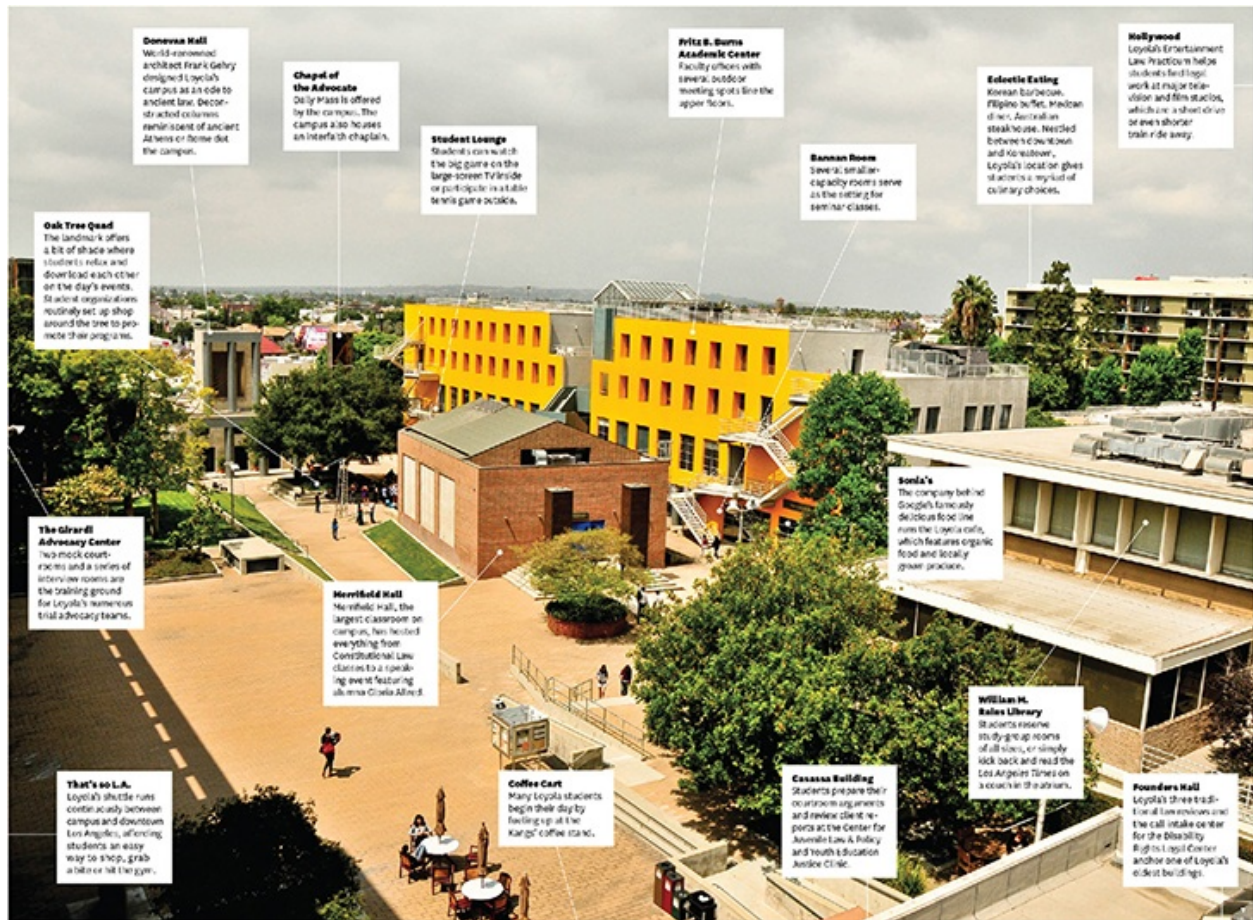 Donovan Hall
World-renowned
architect Frank Gehry
designed Loyola's
campus as an ode to
ancient law. Decon-
structed columns
reminiscent of ancient
Athens or Rome dot
the campus.
Chapel of
the Advocate
Daily Mass is offered
by the campus. The
campus also houses
an interfaith chaplain.
Student Lounge
Students can watch
the big game on the
large-screen TV inside
or participate in a table
tennis game outside.
Fritz B. Burns
Academic Center
Faculty offices with
several outdoor
meeting spots line the
upper floors.
Bannan Room
Several smaller-
capacity rooms serve
as the setting for
seminar classes.
Eclectic Eating
Korean barbecue.
Filipino buffet. Mexican
diner. Australian
steakhouse. Nestled
between downtown
and Koreatown,
Loyola's location gives
students a myriad of
culinary choices.
Hollywood
Loyola's Entertainment
Law Practicum helps
students find legal
work at major tele-
vision and film studios,
which are a short drive
or even shorter
train ride away.
Oak Tree Quad
The landmark offers
a bit of shade where
students relax and
download each other
on the day's events.
Student organizations
routinely set up shop
around the tree to pro-
mote their programs.
The Girardi
Advocacy Center
Two mock court-
rooms and a series of
interview rooms are
the training ground
for Loyola's numerous
trial advocacy teams.
Merrifield Hall
Merrifield Hall, the
largest classroom on
campus, has hosted
everything from
Constitutional Law
classes to a speak-
ing event featuring
alumna Gloria Allred.
Sonia's
The company behind
Google's famously
delicious food line
runs the Loyola cafe,
which features organic
food and locally
grown produce.
William M.
Rains Library
Students reserve
study-group rooms
of all sizes, or simply
kick back and read the
Los Angeles Times on
a couch in the atrium.
That's so L.A.
Loyola's shuttle runs
continuously between
campus and downtown
Los Angeles, affording
students an easy
way to shop, grab
a bite or hit the gym.
Coffee Cart
Many Loyola students
begin their day by
fueling up at the
Kangs' coffee stand.
Casassa Building
Students prepare their
courtroom arguments
and review client re-
ports at the Center for
Juvenile Law & Policy
and Youth Education
Justice Clinic.
Founders Hall
Loyola's three tradi-
tional law reviews and
the call intake center
for the Disability
Rights Legal Center
anchor one of Loyola's
oldest buildings.